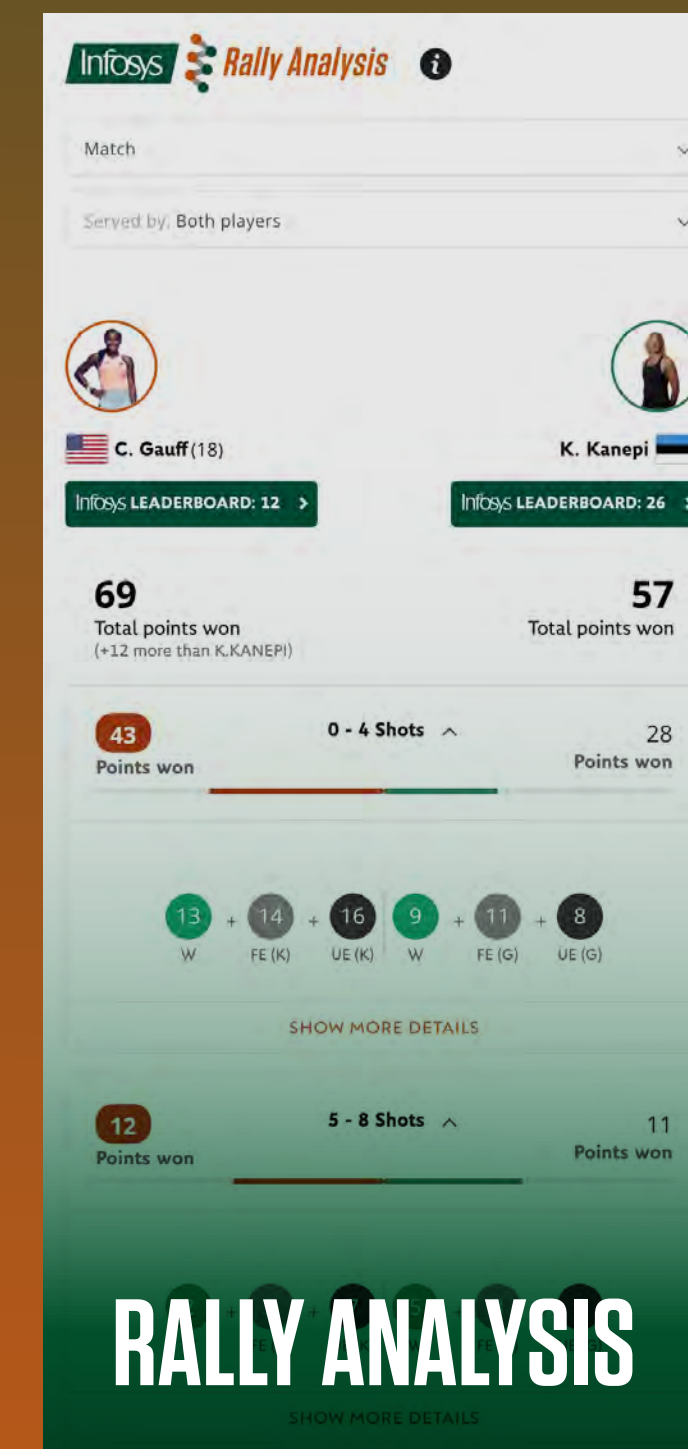 Infosys Rally Analysis i
Match
Served by: Both players
C. Gauff (18) K. Kanepi
Infosys LEADERBOARD: 12 > Infosys LEADERBOARD: 26
69 57
Total points won Total points won
(+12 more than K.KANEPI)
43 0 - 4 Shots 28
Points won Points won
13 + 14 + 16 9 + 11 + 8
W FE (K) UE (K) W FE (G) UE (G)
SHOW MORE DETAILS
12 5 - 8 Shots 11
Points won Points won
RALLY ANALYSIS
SHOW MORE DETAILS